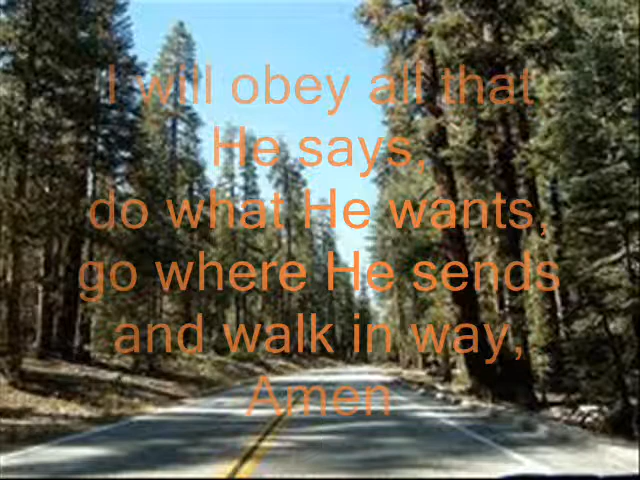 I will obey all that
He says,
do what He wants,
go where He sends
and walk in way,
Amen